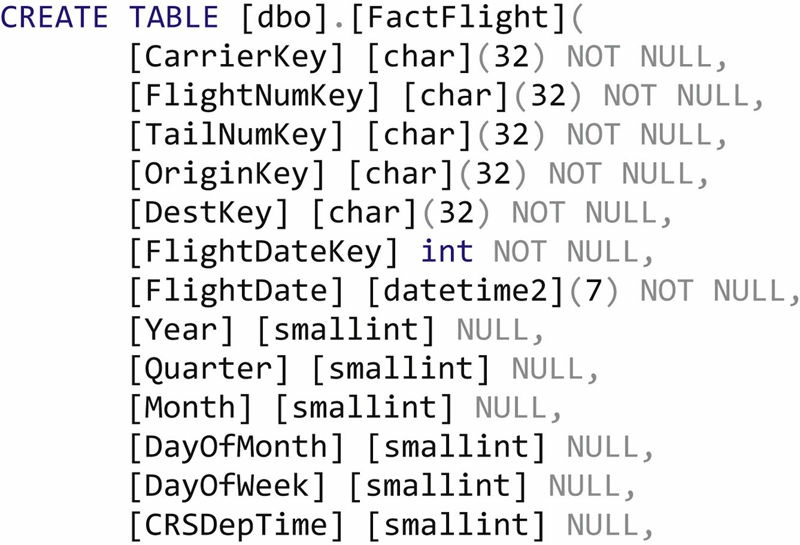 CREATE TABLE [dbo].[FactFlight](
[CarrierKey] [char](32) NOT NULL,
[FlightNumKey] [char](32) NOT NULL,
[TailNumKey] [char](32) NOT NULL,
[OriginKey] [char](32) NOT NULL,
[DestKey] [char](32) NOT NULL,
[FlightDateKey] int NOT NULL,
[FlightDate] [datetime2](7) NOT NULL,
[Year] [smallint] NULL,
[Quarter] [smallint] NULL,
[Month] [smallint] NULL,
[DayOfMonth] [smallint] NULL,
[DayOfWeek] [smallint] NULL,
[CRSDepTime] [smallint] NULL,